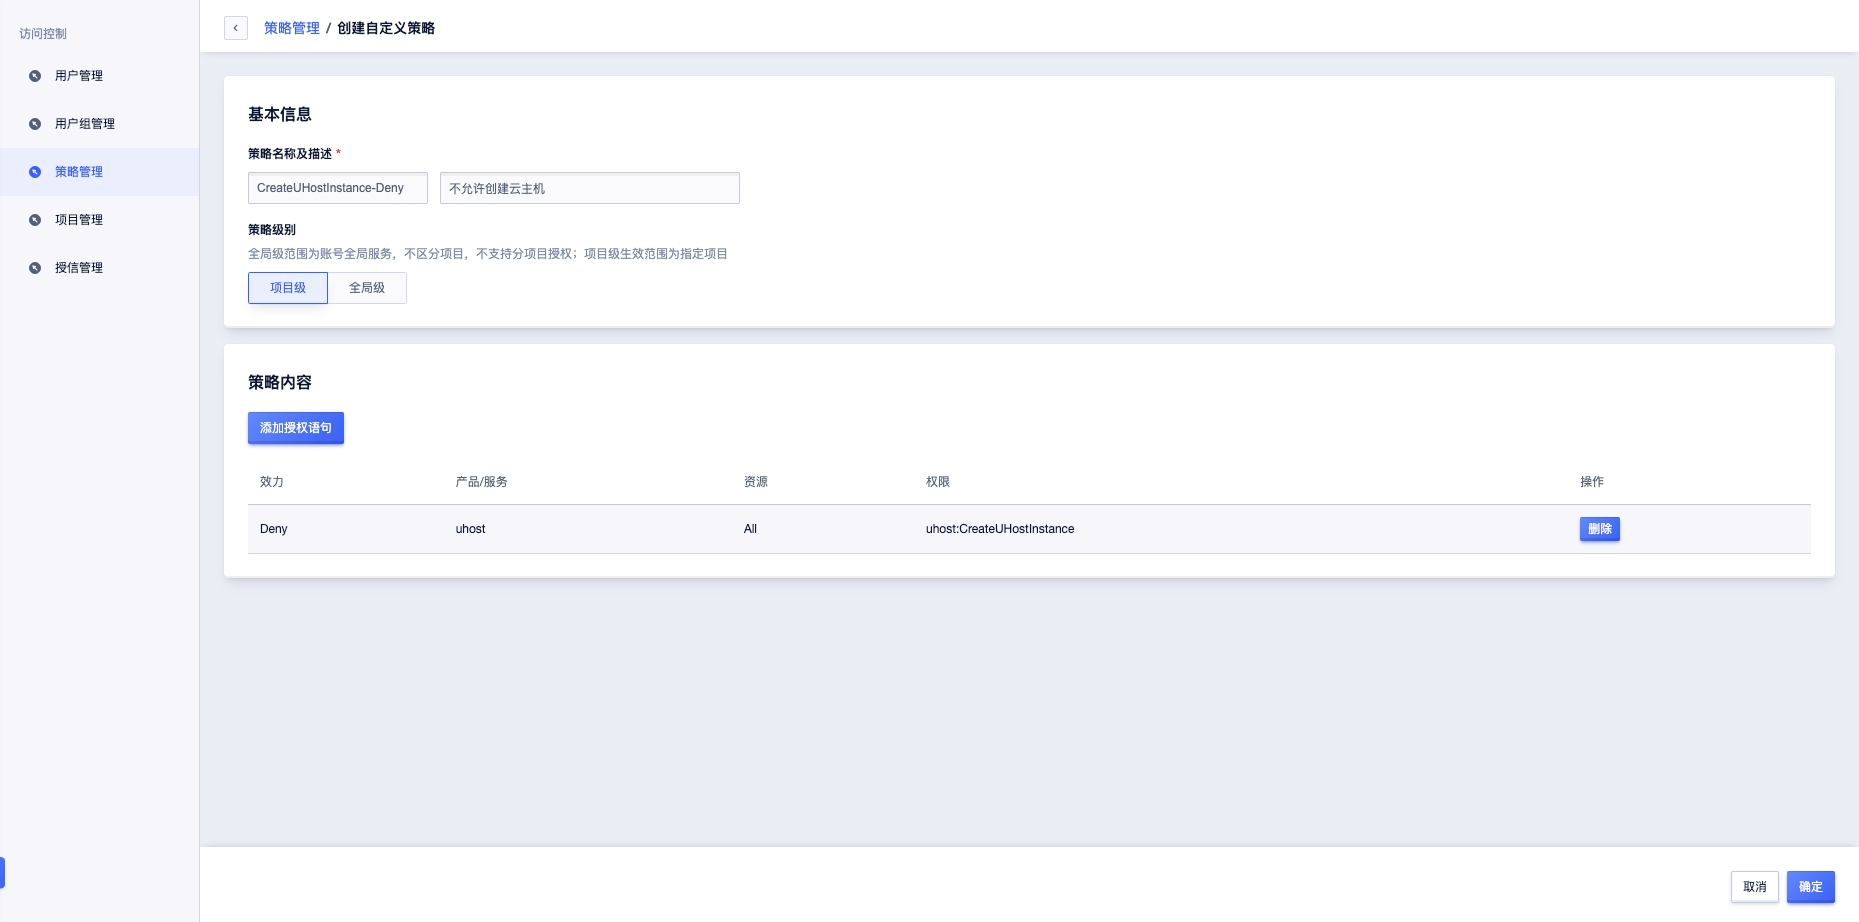 访问控制
用户管理
用户组管理
策略管理
项目管理
授信管理
策略管理 / 创建自定义策略
基本信息
策略名称及描述 *
CreateUHostInstance-Deny 不允许创建云主机
策略级别
全局级范围为账号全局服务，不区分项目，不支持分项目授权；项目级生效范围为指定项目
项目级 全局级
策略内容
添加授权语句
效力 产品/服务 资源 权限 操作
Deny uhost All uhost:CreateUHostInstance 删除
取消 确定